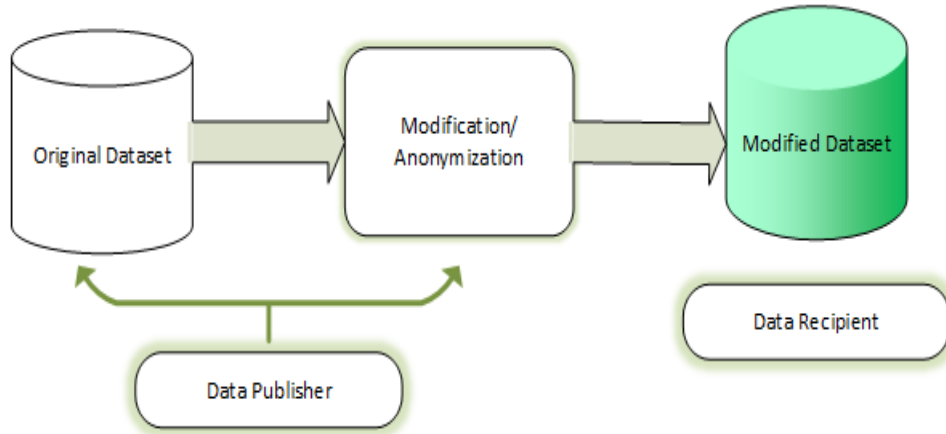 Original Dataset
Modification/
Anonymization
Modified Dataset
Data Recipient
Data Publisher